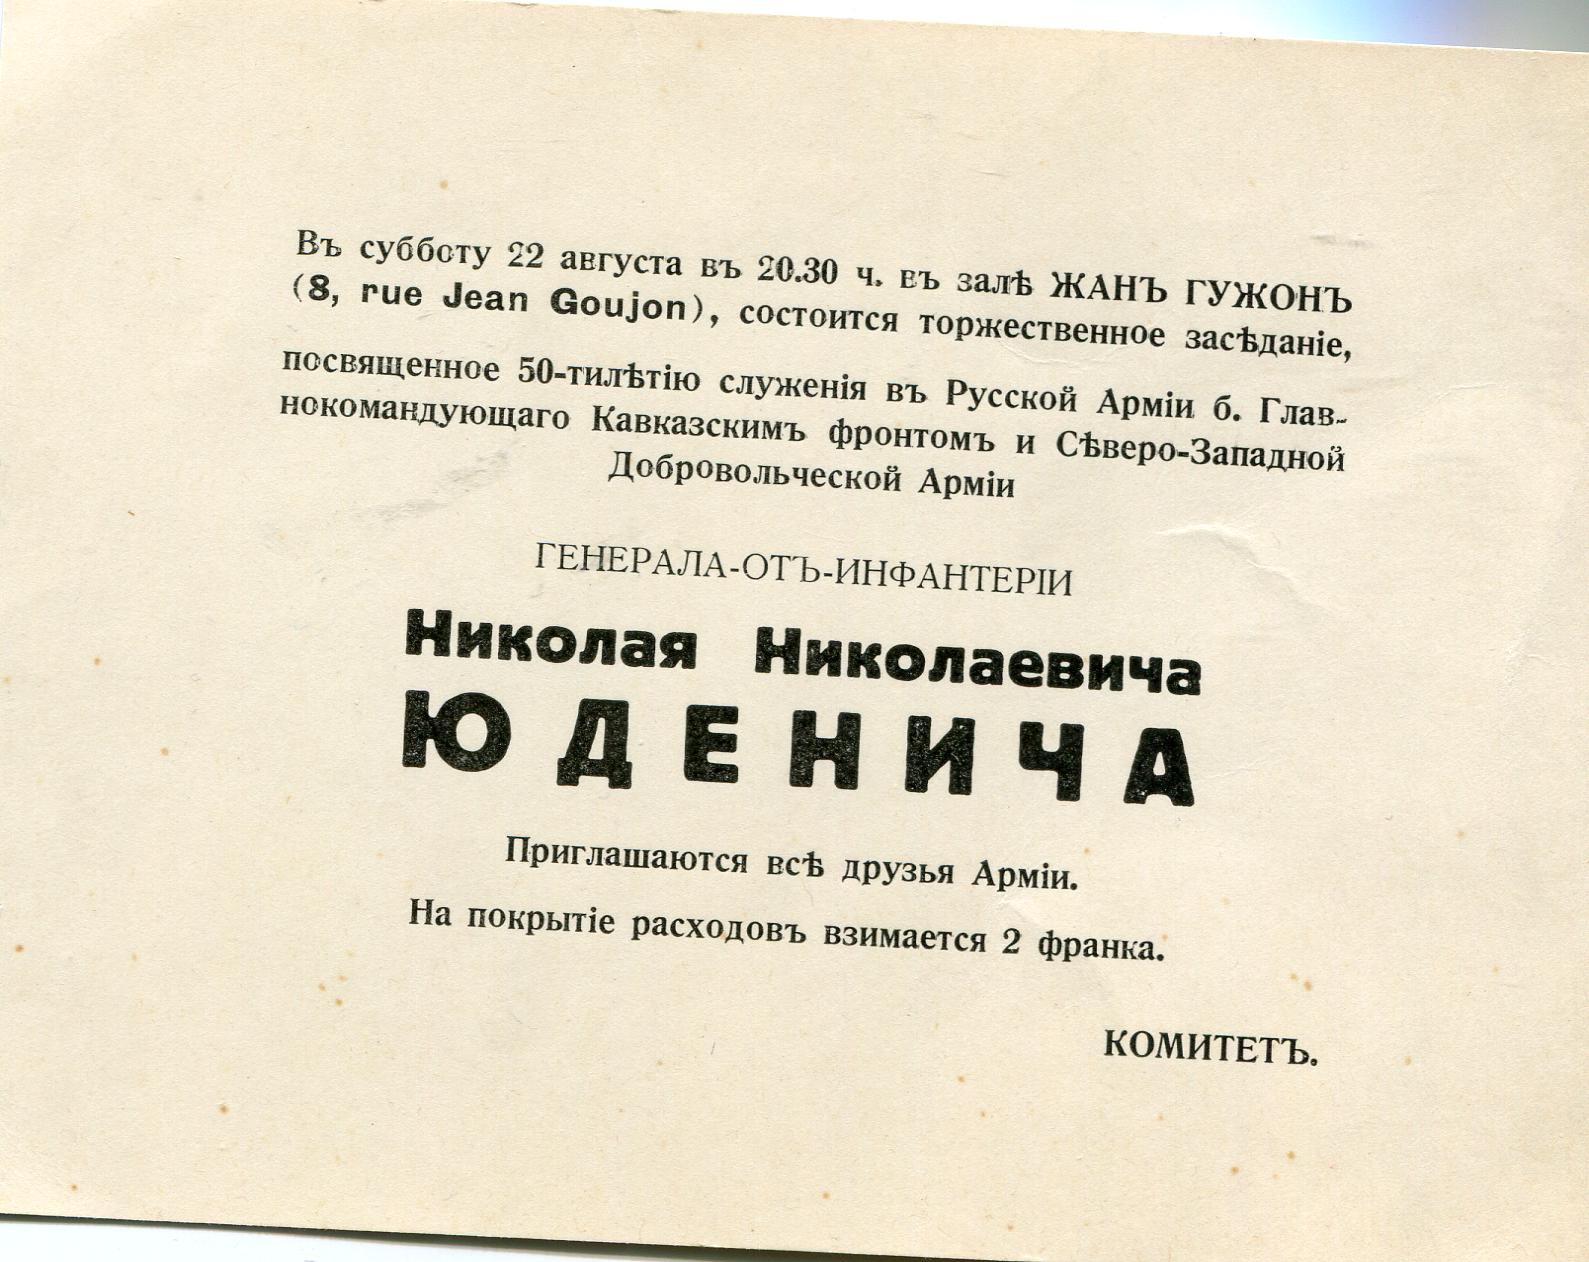 Въ субботу 22 августа въ 20.30 ч. въ залѣ ЖАНЪ ГУЖОНЪ
(8, rue Jean Goujon), состоится торжественное засѣданіе,
посвященное 50-тилѣтію служенія въ Русской Арміи б. Глав-
нокомандующаго Кавказскимъ фронтомъ и Сѣверо-Западной
Добровольческой Арміи
ГЕНЕРАЛА-ОТЪ-ИНФАНТЕРІИ
Николая Николаевича
ЮДЕНИЧА
Приглашаются всѣ друзья Арміи.
На покрытіе расходовъ взимается 2 франка.
КОМИТЕТЪ.